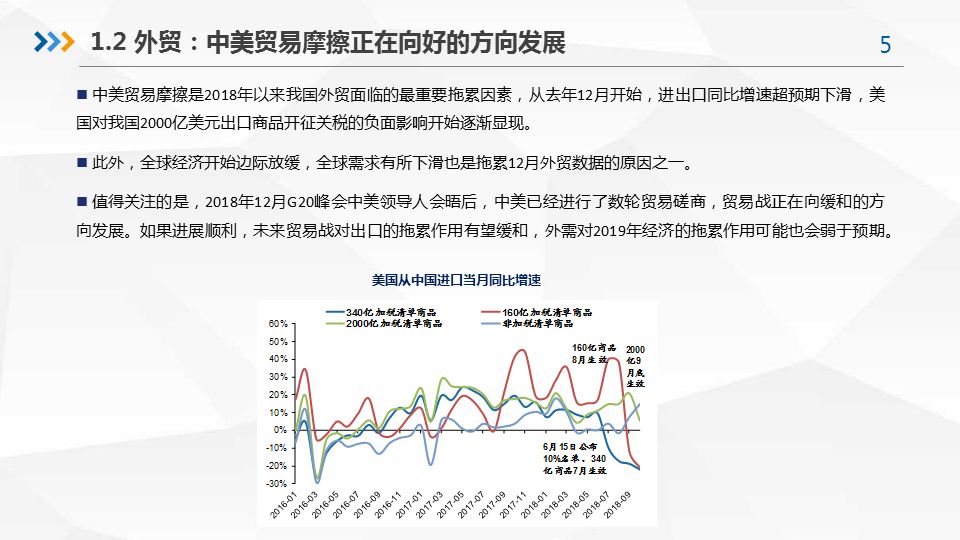 1.2 外贸：中美贸易摩擦正在向好的方向发展
5
■ 中美贸易摩擦是2018年以来我国外贸面临的最重要拖累因素，从去年12月开始，进出口同比增速超预期下滑，美
国对我国2000亿美元出口商品开征关税的负面影响开始逐渐显现。
■ 此外，全球经济开始边际放缓，全球需求有所下滑也是拖累12月外贸数据的原因之一。
■ 值得关注的是，2018年12月G20峰会中美领导人会晤后，中美已经进行了数轮贸易磋商，贸易战正在向缓和的方
向发展。如果进展顺利，未来贸易战对出口的拖累作用有望缓和，外需对2019年经济的拖累作用可能也会弱于预期。
美国从中国进口当月同比增速
340亿加税清单商品
160亿加税清单商品
2000亿加税清单商品
非加税清单商品
60%
50%
40%
30%
20%
10%
0%
-10%
-20%
-30%
160亿商品
8月生效
2000
亿9
月底
生效
6月15日公布
10%名单。340
亿商品7月生效
2016-01
2016-03
2016-05
2016-07
2016-09
2016-11
2017-01
2017-03
2017-05
2017-07
2017-09
2017-11
2018-01
2018-03
2018-05
2018-07
2018-09